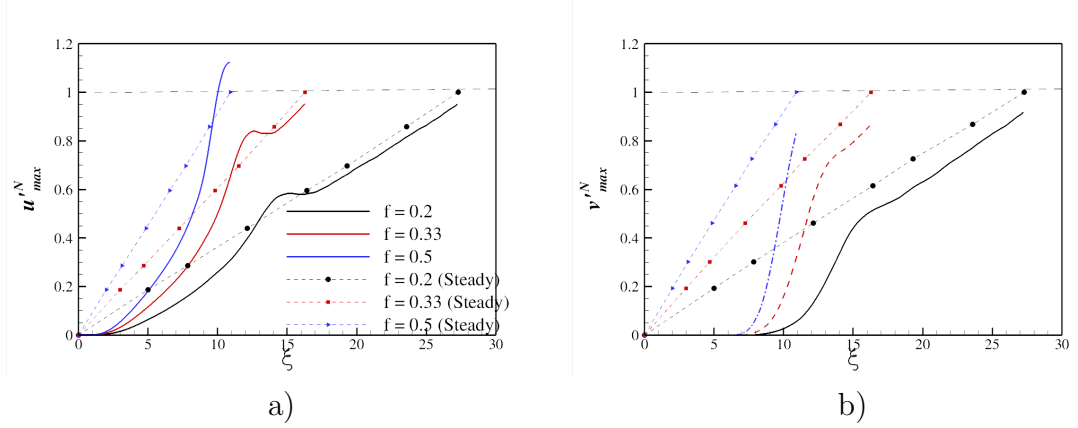 1.2
1
0.8
0.6
0.4
0.2
0
u'ᴺmax
0 5 10 15 20 25 30
ξ
f = 0.2
f = 0.33
f = 0.5
f = 0.2 (Steady)
f = 0.33 (Steady)
f = 0.5 (Steady)
a)
1.2
1
0.8
0.6
0.4
0.2
0
v'ᴺmax
0 5 10 15 20 25 30
ξ
b)